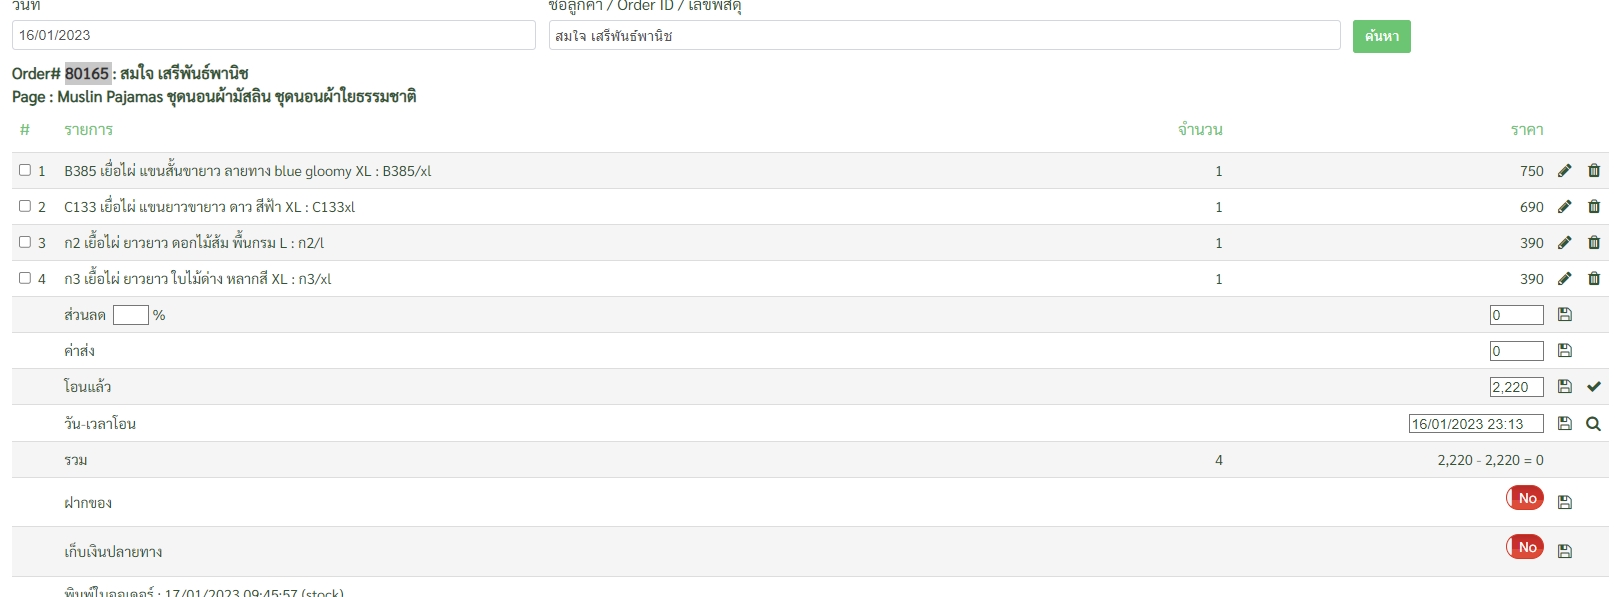 วันที่ ชื่อลูกค้า / Order ID / เลขพัสดุ
16/01/2023 สมใจ เสรีพันธ์พานิช ค้นหา
Order# 80165 : สมใจ เสรีพันธ์พานิช
Page : Muslin Pajamas ชุดนอนผ้ามัสลิน ชุดนอนผ้าใยธรรมชาติ
# รายการ จำนวน ราคา
1 B385 เยื่อไผ่ แขนสั้นขายาว ลายทาง blue gloomy XL : B385/xl 1 750
2 C133 เยื่อไผ่ แขนยาวขายาว ดาว สีฟ้า XL : C133xl 1 690
3 ก2 เยื้อไผ่ ยาวยาว ดอกไม้ส้ม พื้นกรม L : ก2/l 1 390
4 ก3 เยื้อไผ่ ยาวยาว ใบไม้ด่าง หลากสี XL : ก3/xl 1 390
ส่วนลด % 0
ค่าส่ง 0
โอนแล้ว 2,220
วัน-เวลาโอน 16/01/2023 23:13
รวม 4 2,220 - 2,220 = 0
ฝากของ No
เก็บเงินปลายทาง No
พิมพ์ใบออเดอร์ : 17/01/2023 09:45:57 (stock)